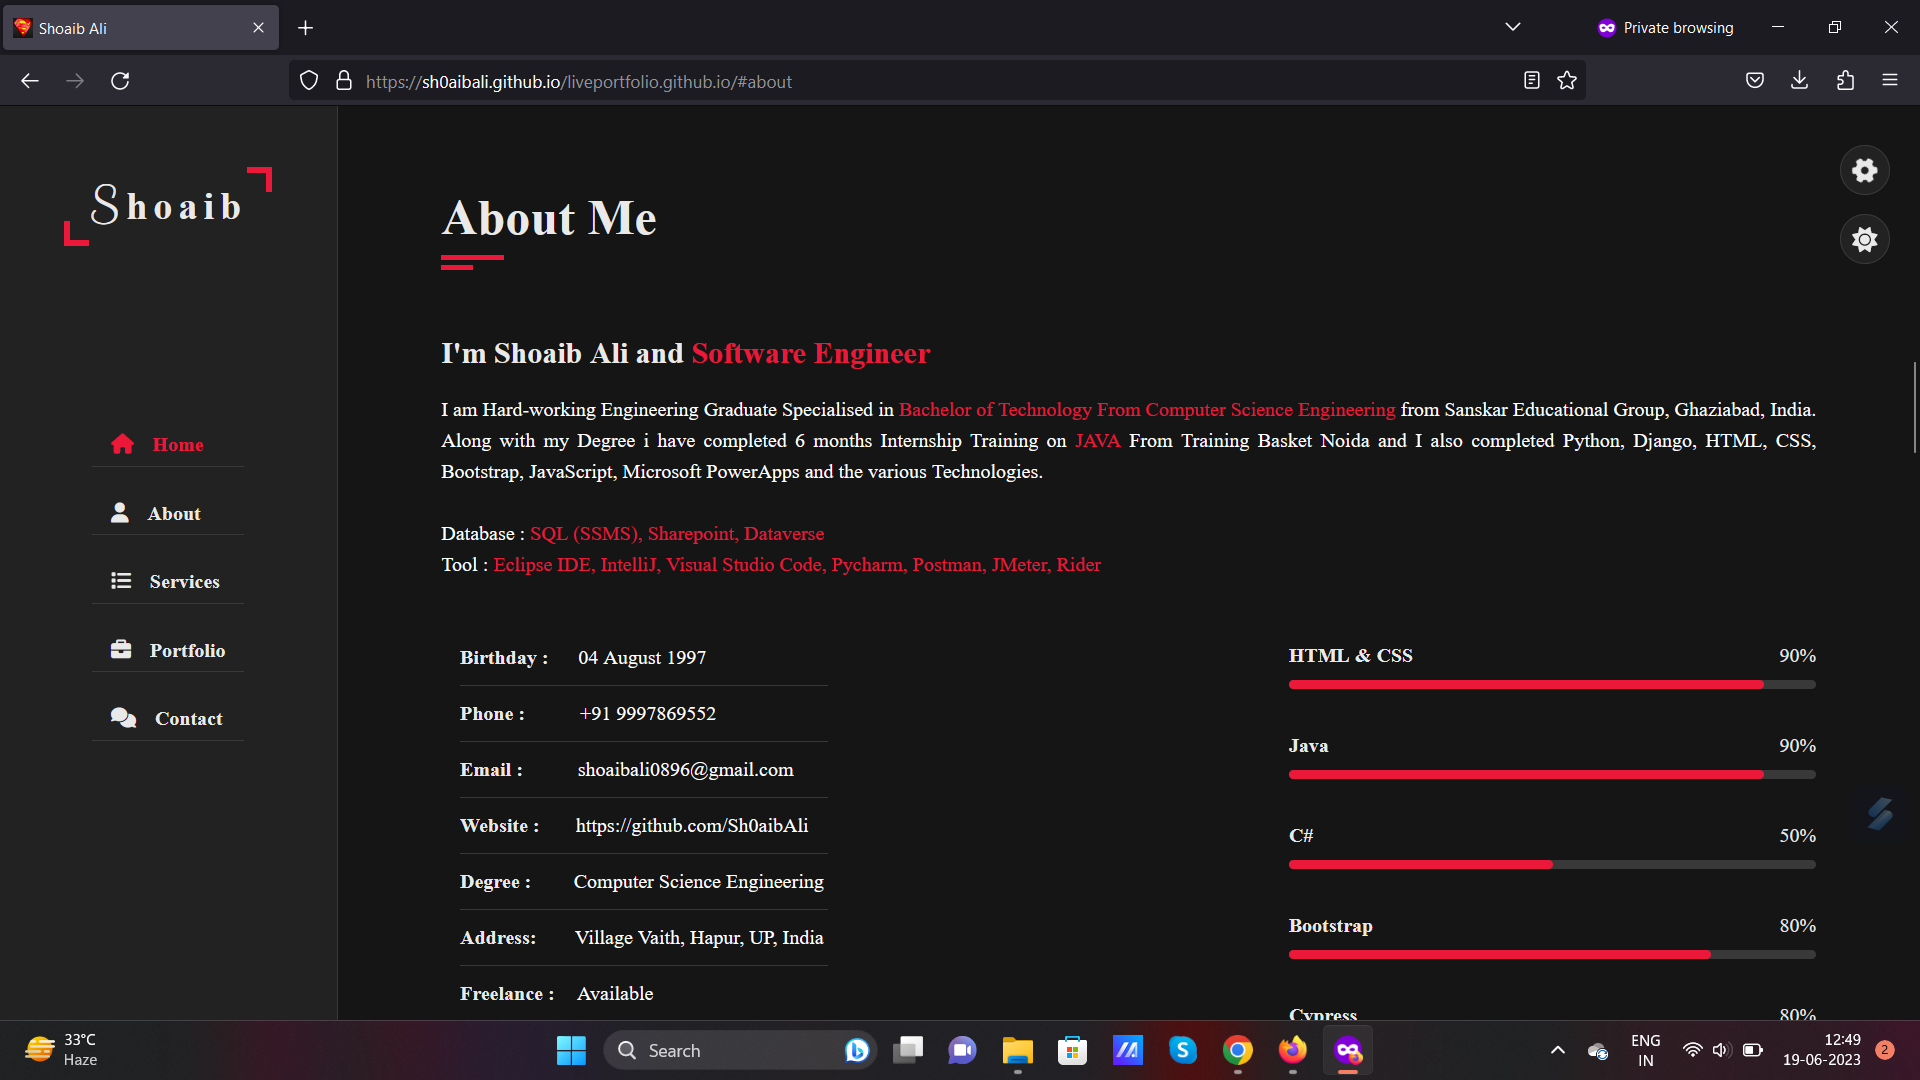 Shoaib Ali
Private browsing
https://sh0aibali.github.io/liveportfolio.github.io/#about
Shoaib
Home
About
Services
Portfolio
Contact
About Me
I'm Shoaib Ali and Software Engineer
I am Hard-working Engineering Graduate Specialised in Bachelor of Technology From Computer Science Engineering from Sanskar Educational Group, Ghaziabad, India.
Along with my Degree i have completed 6 months Internship Training on JAVA From Training Basket Noida and I also completed Python, Django, HTML, CSS,
Bootstrap, JavaScript, Microsoft PowerApps and the various Technologies.
Database : SQL (SSMS), Sharepoint, Dataverse
Tool : Eclipse IDE, IntelliJ, Visual Studio Code, Pycharm, Postman, JMeter, Rider
Birthday : 04 August 1997
Phone : +91 9997869552
Email : shoaibali0896@gmail.com
Website : https://github.com/Sh0aibAli
Degree : Computer Science Engineering
Address: Village Vaith, Hapur, UP, India
Freelance : Available
HTML & CSS 90%
Java 90%
C# 50%
Bootstrap 80%
Cypress 80%
33°C
Haze
Search
ENG
IN
12:49
19-06-2023
2